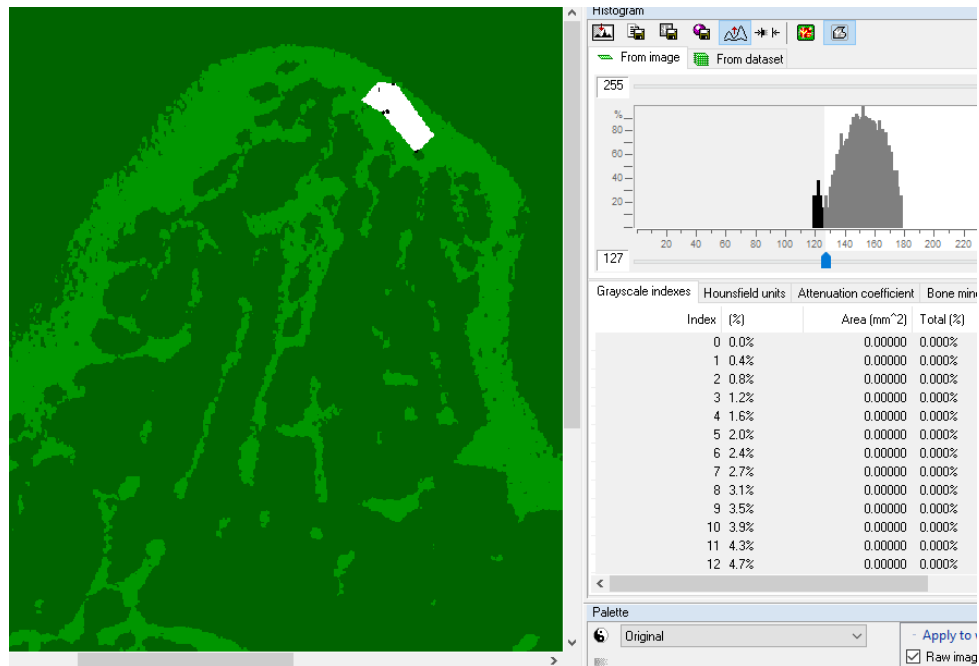 Histogram
From image
From dataset
255
%
80
60
40
20
20 40 60 80 100 120 140 160 180 200 220
127
Grayscale indexes Hounsfield units Attenuation coefficient Bone mine
Index (%) Area (mm^2) Total (%)
0 0.0% 0.00000 0.000%
1 0.4% 0.00000 0.000%
2 0.8% 0.00000 0.000%
3 1.2% 0.00000 0.000%
4 1.6% 0.00000 0.000%
5 2.0% 0.00000 0.000%
6 2.4% 0.00000 0.000%
7 2.7% 0.00000 0.000%
8 3.1% 0.00000 0.000%
9 3.5% 0.00000 0.000%
10 3.9% 0.00000 0.000%
11 4.3% 0.00000 0.000%
12 4.7% 0.00000 0.000%
Palette
Original
Apply to v
Raw imag